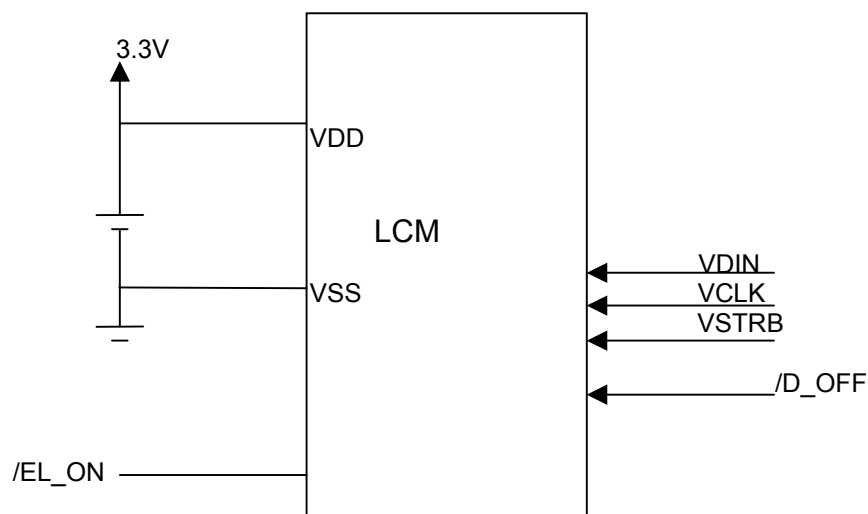 3.3V
VDD
LCM
VDIN
VSS
VCLK
VSTRB
/D_OFF
/EL_ON